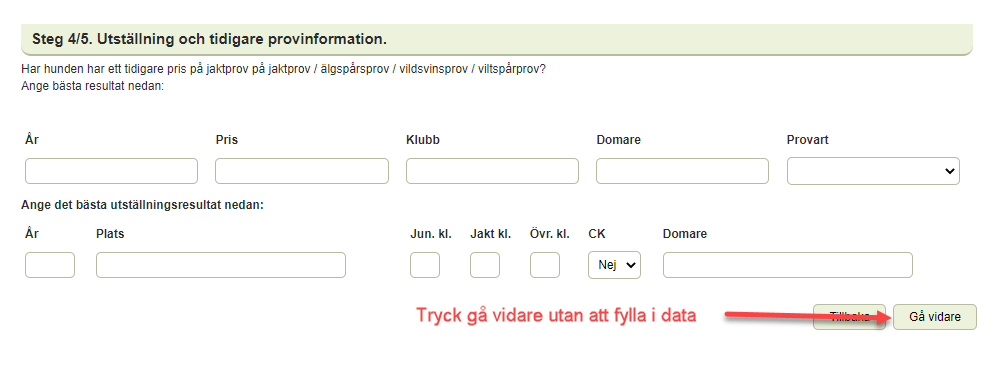 Steg 4/5. Utställning och tidigare provinformation.
Har hunden har ett tidigare pris på jaktprov på jaktprov / älgspårsprov / vildsvinsprov / viltspårprov?
Ange bästa resultat nedan:
År Pris Klubb Domare Provart
Ange det bästa utställningsresultat nedan:
År Plats Jun. kl. Jakt kl. Övr. kl. CK Domare
Nej
Tryck gå vidare utan att fylla i data Tillbaka Gå vidare